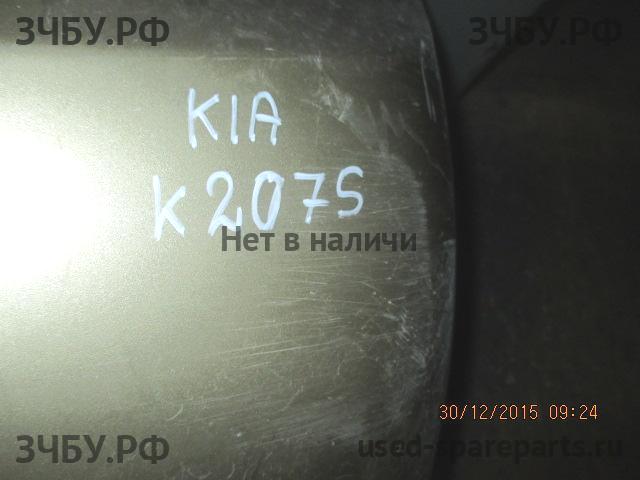 ЗЧБУ.РФ ЗЧБУ.РФ
KIA
K2075
Нет в наличи
30/12/2015 09:24
ЗЧБУ.РФ used-spareparts.ru